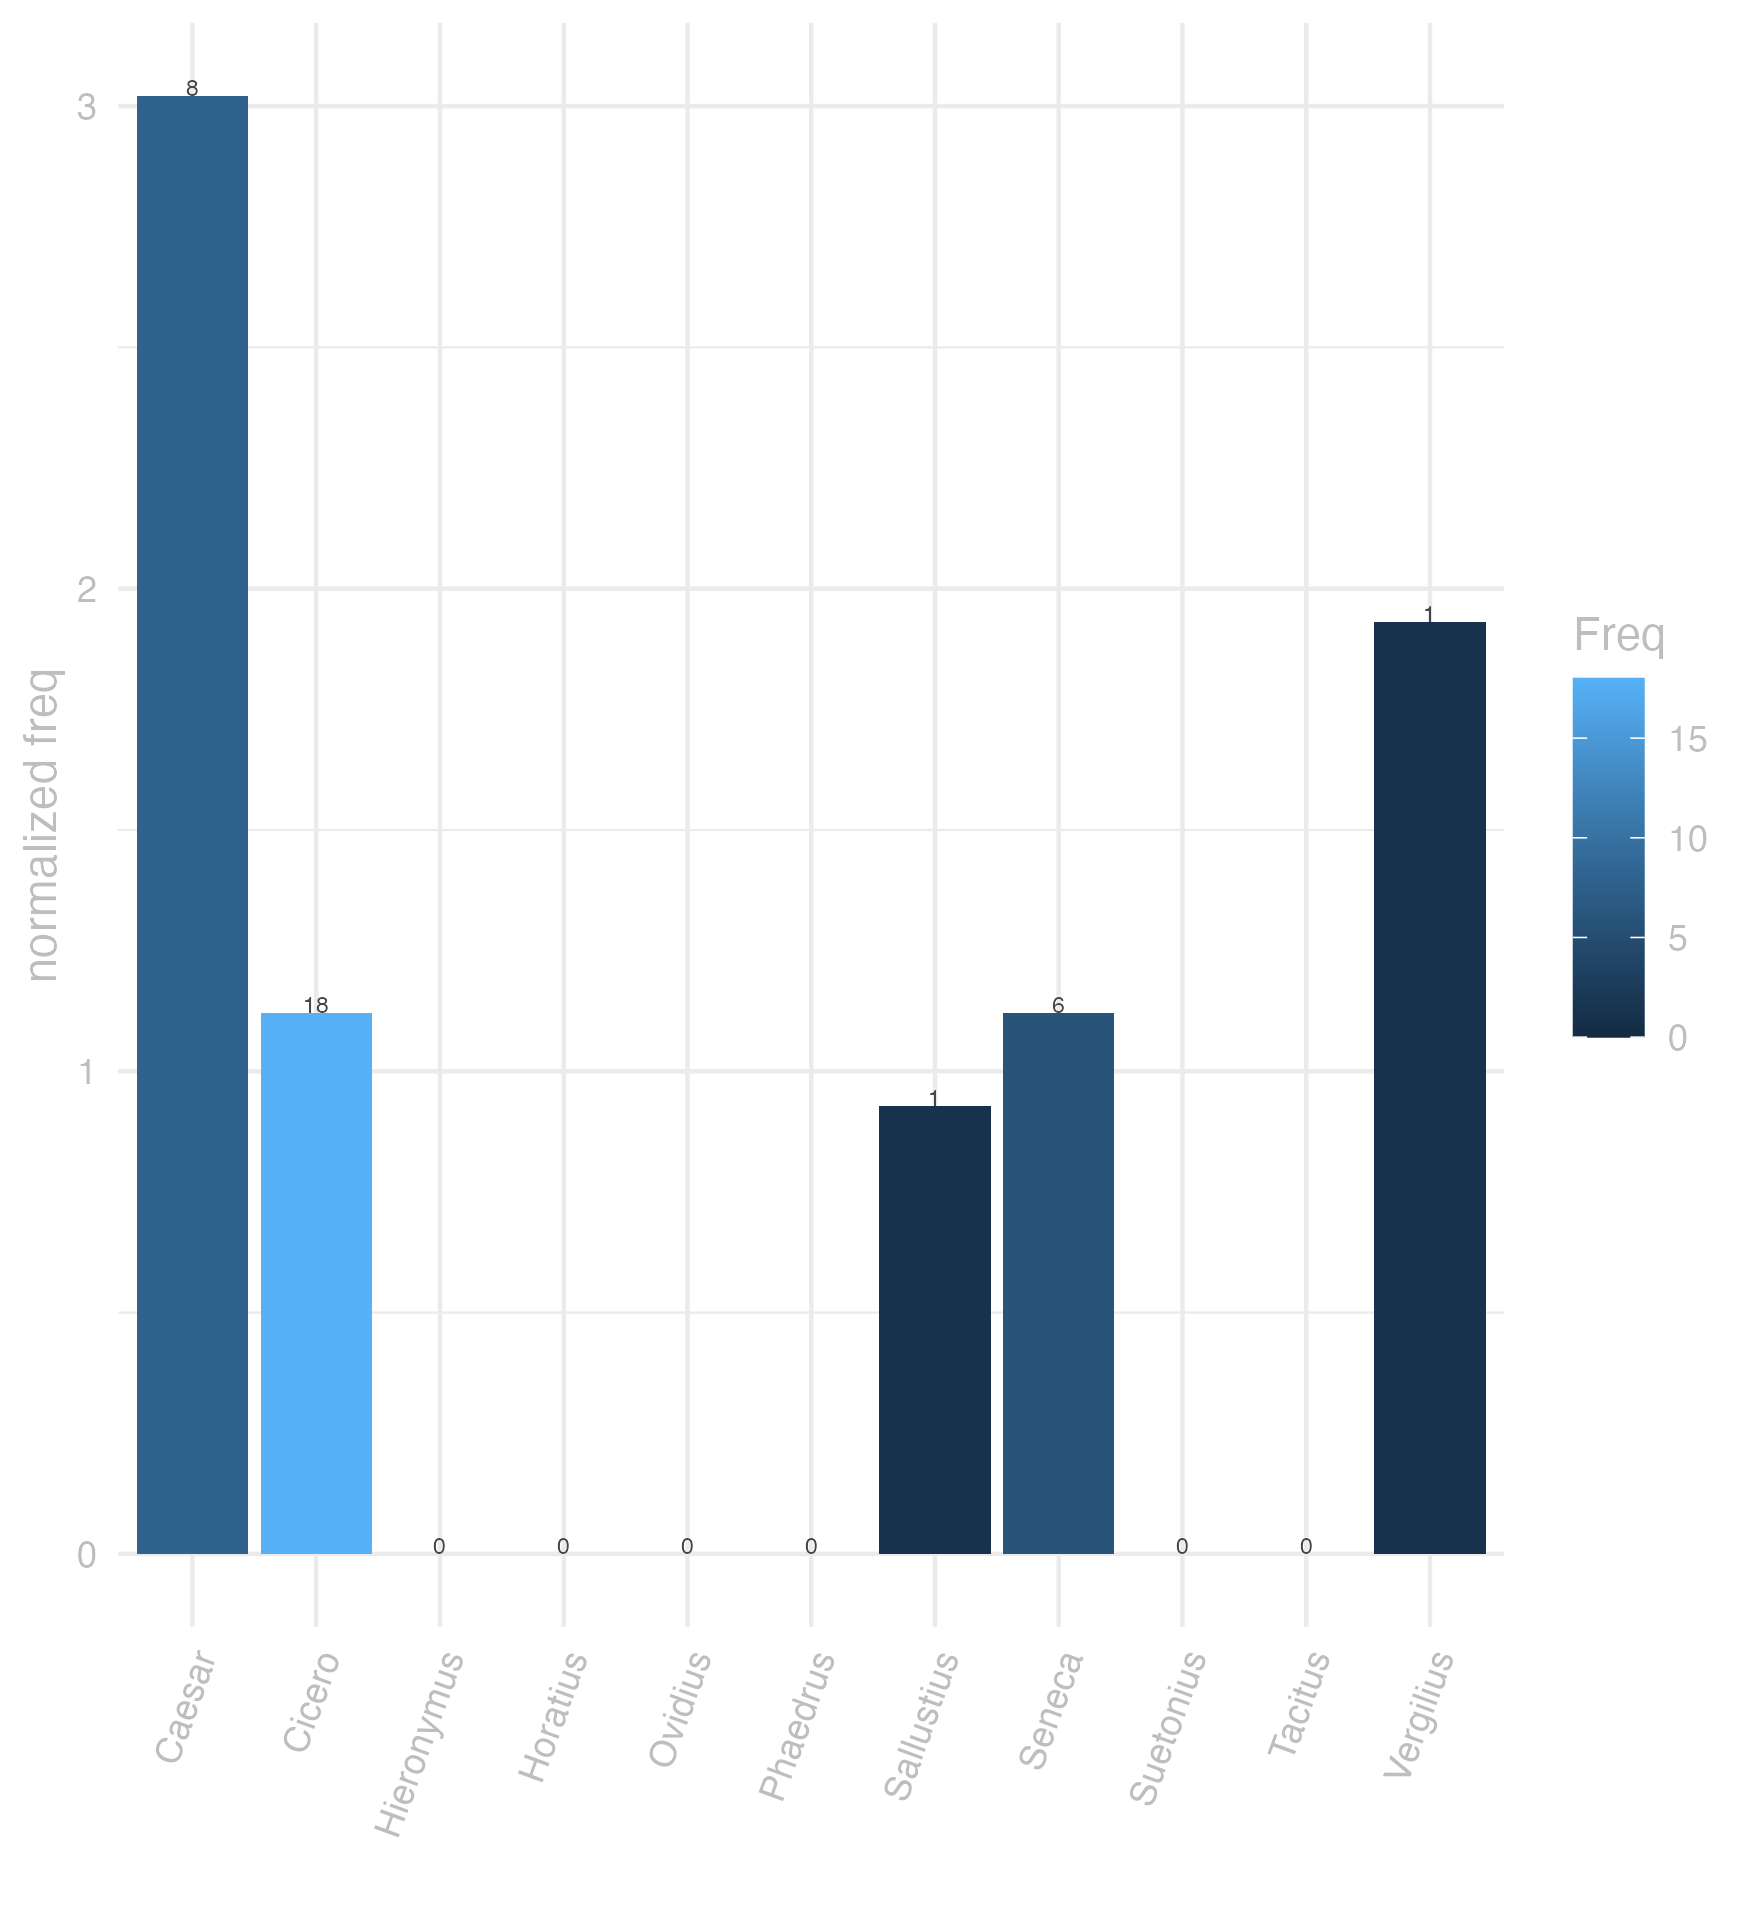 normalized freq
3
2
1
0
8
18
0
0
0
0
1
6
0
0
1
Caesar
Cicero
Hieronymus
Horatius
Ovidius
Phaedrus
Sallustius
Seneca
Suetonius
Tacitus
Vergilius
Freq
15
10
5
0